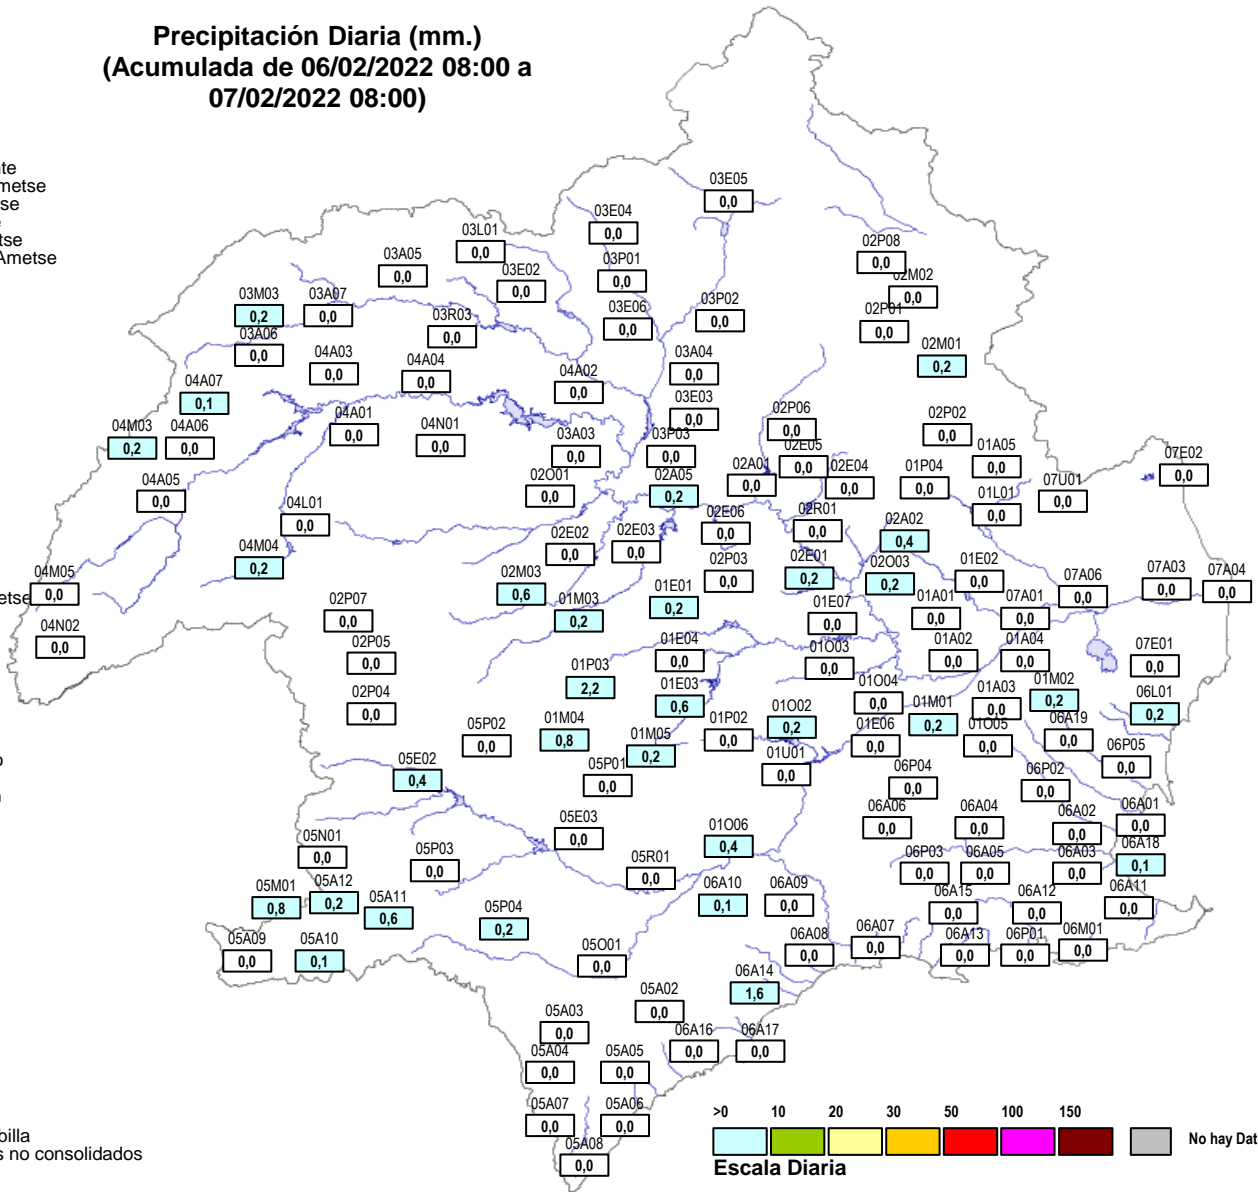 Precipitación Diaria (mm.)
(Acumulada de 06/02/2022 08:00 a
07/02/2022 08:00)
03E05
0,0
03E04
0,0
03L01
0,0
03A05
0,0
03P01
0,0
03E02
0,0
02P08
0,0
02M02
0,0
03M03
0,2
03A07
0,0
03P02
0,0
03E06
0,0
02P01
0,0
03R03
0,0
03A06
0,0
02M01
0,2
04A03
0,0
04A04
0,0
03A04
0,0
04A02
0,0
04A07
0,1
03E03
0,0
04A01
0,0
02P06
0,0
02P02
0,0
04M03
0,2
04A06
0,0
04N01
0,0
03A03
0,0
03P03
0,0
02E05
0,0
01A05
0,0
07E02
0,0
02O01
0,0
02A05
0,2
02A01
0,0
02E04
0,0
01P04
0,0
07U01
0,0
04A05
0,0
01L01
0,0
04L01
0,0
02E06
0,0
02R01
0,0
02A02
0,4
02E02
0,0
02E03
0,0
04M04
0,2
02P03
0,0
02E01
0,2
02O03
0,2
01E02
0,0
04M05
0,0
02M03
0,6
07A06
0,0
07A03
0,0
07A04
0,0
01M03
0,2
01E01
0,2
02P07
0,0
01E07
0,0
01A01
0,0
07A01
0,0
04N02
0,0
02P05
0,0
01E04
0,0
01O03
0,0
01A02
0,0
01A04
0,0
07E01
0,0
01P03
2,2
01E03
0,6
01O04
0,0
01A03
0,0
01M02
0,2
06L01
0,2
02P04
0,0
01M01
0,2
05P02
0,0
01M04
0,8
01M05
0,2
01P02
0,0
01O02
0,2
01E06
0,0
01O05
0,0
06A19
0,0
06P05
0,0
05E02
0,4
05P01
0,0
01U01
0,0
06P04
0,0
06P02
0,0
05E03
0,0
06A06
0,0
06A04
0,0
06A02
0,0
06A01
0,0
01O06
0,4
05N01
0,0
05P03
0,0
05R01
0,0
06P03
0,0
06A05
0,0
06A03
0,0
06A18
0,1
05M01
0,8
05A12
0,2
05A11
0,6
06A10
0,1
06A09
0,0
06A15
0,0
06A12
0,0
06A11
0,0
05P04
0,2
05A09
0,0
05A10
0,1
05O01
0,0
06A08
0,0
06A07
0,0
06A13
0,0
06P01
0,0
06M01
0,0
06A14
1,6
05A02
0,0
05A03
0,0
06A16
0,0
06A17
0,0
05A04
0,0
05A05
0,0
05A07
0,0
05A06
0,0
05A08
0,0
>0 10 20 30 50 100 150
No hay Dat
Escala Diaria
billa
s no consolidados